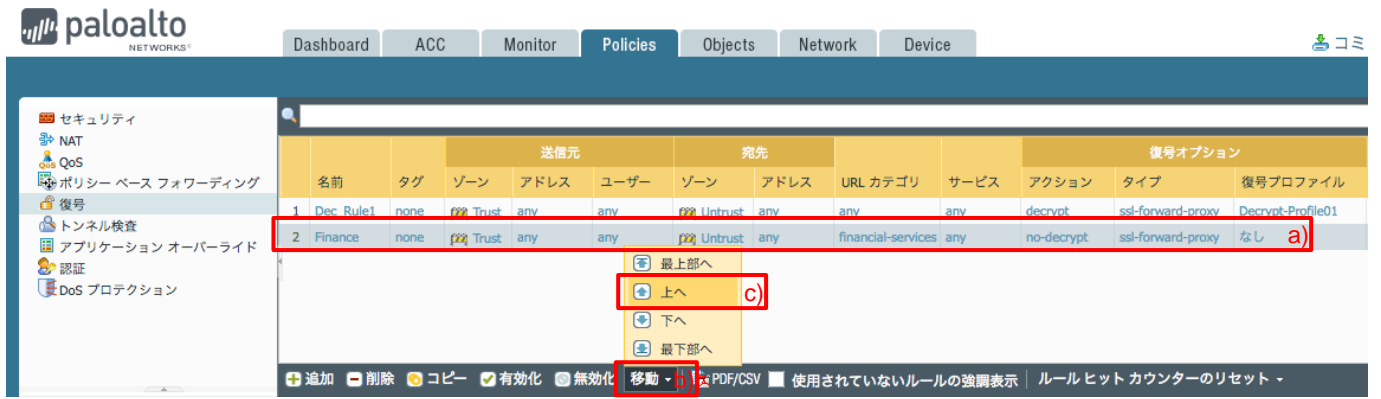 paloalto
NETWORKS®
Dashboard ACC Monitor Policies Objects Network Device コミ
セキュリティ
NAT
QoS
ポリシー ベース フォワーディング
復号
トンネル検査
アプリケーション オーバーライド
認証
DoS プロテクション
送信元 宛先 復号オプション
名前 タグ ゾーン アドレス ユーザー ゾーン アドレス URL カテゴリ サービス アクション タイプ 復号プロファイル
1 Dec_Rule1 none Trust any any Untrust any any any decrypt ssl-forward-proxy Decrypt-Profile01
2 Finance none Trust any any Untrust any financial-services any no-decrypt ssl-forward-proxy なし a)
最上部へ
上へ c)
下へ
最下部へ
追加 削除 コピー 有効化 無効化 移動 b) PDF/CSV 使用されていないルールの強調表示 ルール ヒット カウンターのリセット